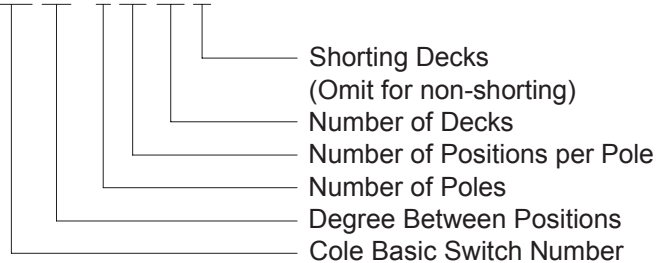 Shorting Decks
(Omit for non-shorting)
Number of Decks
Number of Positions per Pole
Number of Poles
Degree Between Positions
Cole Basic Switch Number